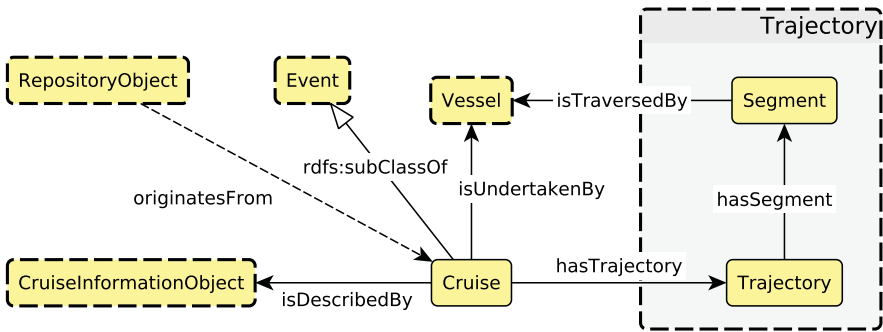 Trajectory
RepositoryObject
Event
Vessel
isTraversedBy
Segment
rdfs:subClassOf
isUndertakenBy
originatesFrom
hasSegment
hasTrajectory
CruiseInformationObject
isDescribedBy
Cruise
Trajectory